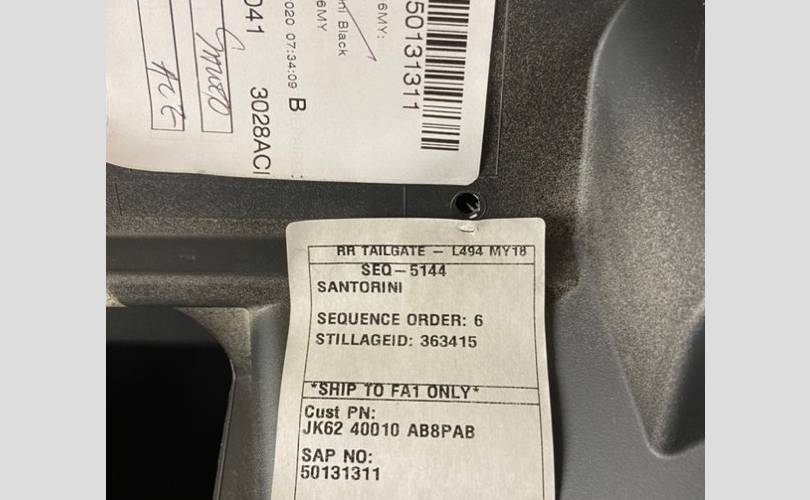 50131311
6MY:
ni Black
6MY
020 07:34:09 B
041 3028ACI
RR TAILGATE - L494 MY18
SEQ-5144
SANTORINI
SEQUENCE ORDER: 6
STILLAGEID: 363415
*SHIP TO FA1 ONLY*
Cust PN:
JK62 40010 AB8PAB
SAP NO:
50131311